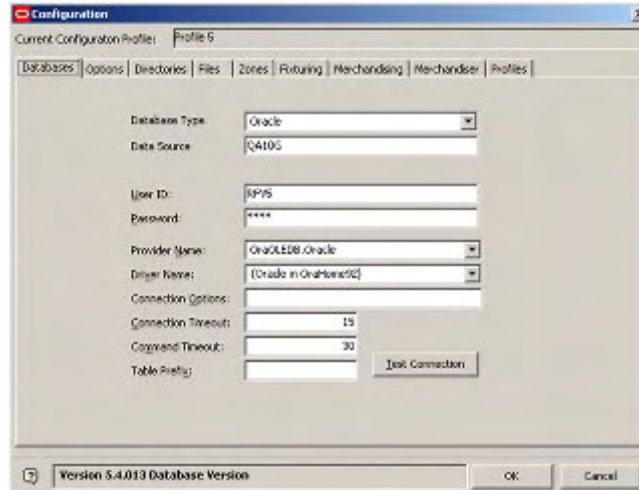 Configuration
Current Configuraton Profile: Profile 6
Databases Options Directories Files Zones Fixturing Merchandising Merchandiser Profiles
Database Type Oracle
Data Source QA10G
User ID:
Password: ****
Provider Name: OraOLEDB.Oracle
Driver Name: (Oracle in OraHome92)
Connection Options:
Connection Timeout: 15
Command Timeout: 30
Table Prefix:
Test Connection
Version 5.4.013 Database Version
OK Cancel